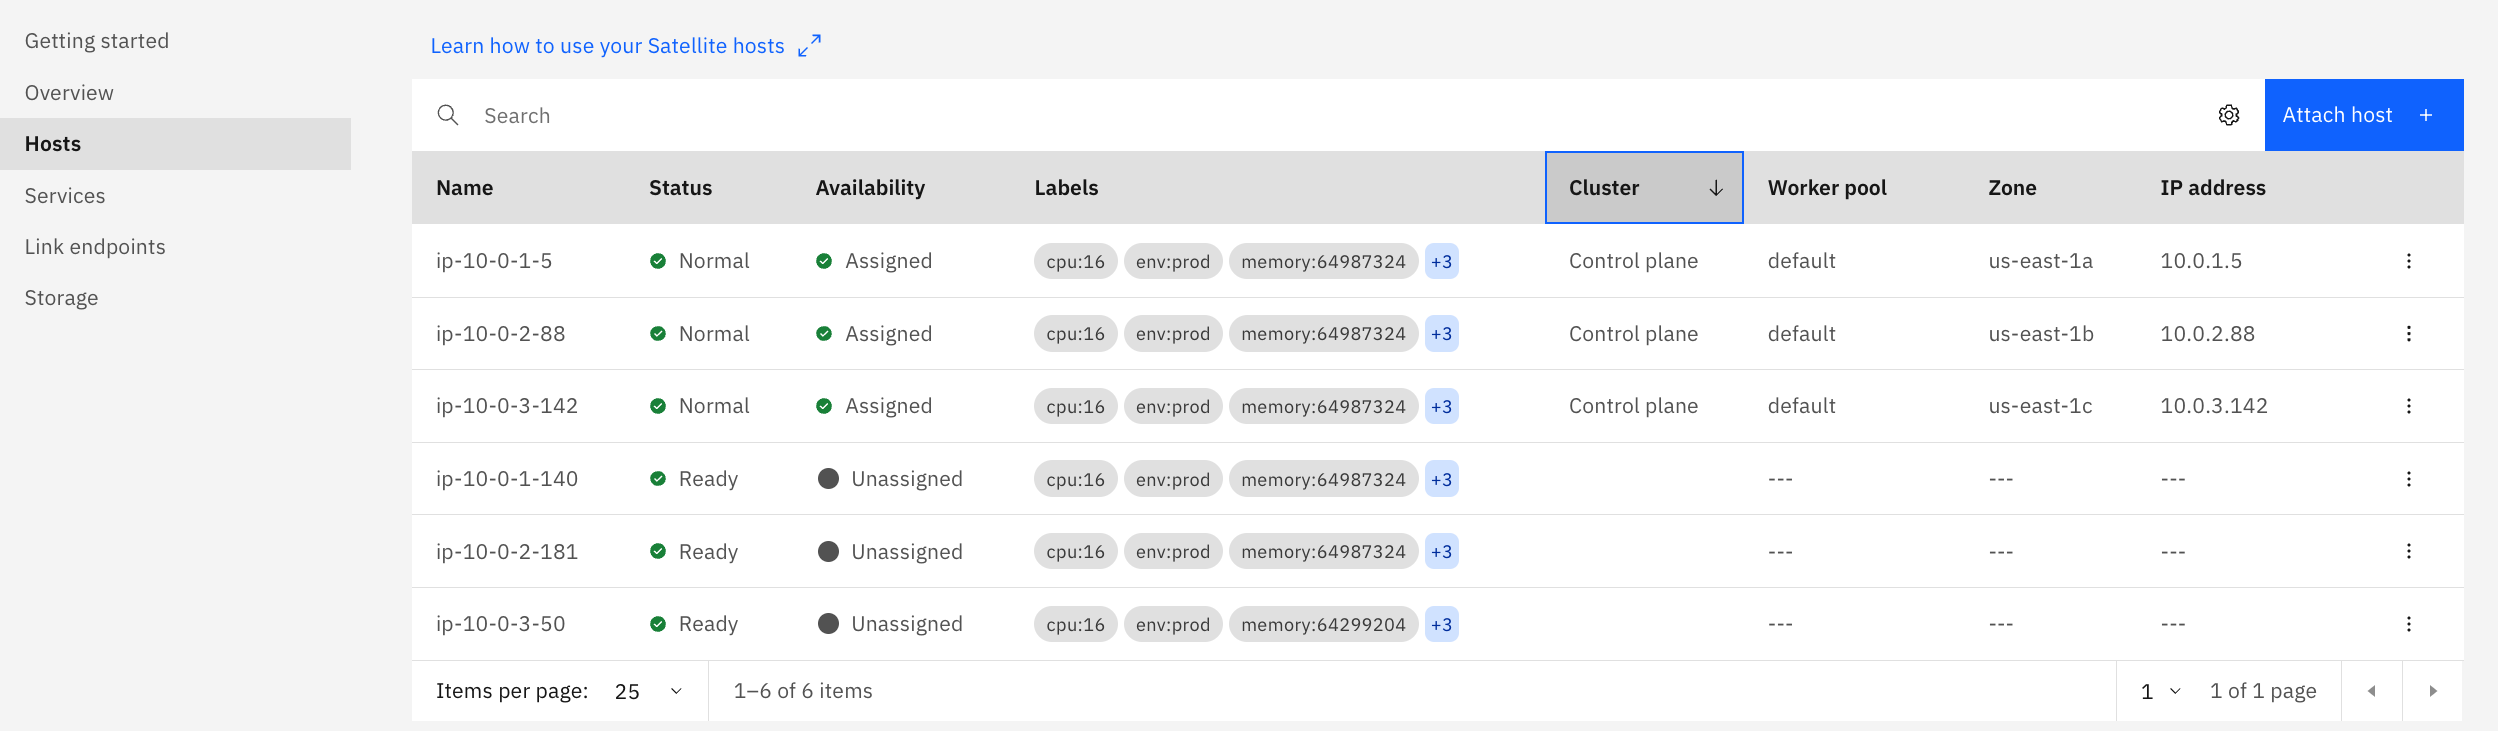 Getting started
Overview
Hosts
Services
Link endpoints
Storage
Learn how to use your Satellite hosts
Search
Attach host +
Name Status Availability Labels Cluster Worker pool Zone IP address
ip-10-0-1-5 Normal Assigned cpu:16 env:prod memory:64987324 +3 Control plane default us-east-1a 10.0.1.5
ip-10-0-2-88 Normal Assigned cpu:16 env:prod memory:64987324 +3 Control plane default us-east-1b 10.0.2.88
ip-10-0-3-142 Normal Assigned cpu:16 env:prod memory:64987324 +3 Control plane default us-east-1c 10.0.3.142
ip-10-0-1-140 Ready Unassigned cpu:16 env:prod memory:64987324 +3 --- --- ---
ip-10-0-2-181 Ready Unassigned cpu:16 env:prod memory:64987324 +3 --- --- ---
ip-10-0-3-50 Ready Unassigned cpu:16 env:prod memory:64299204 +3 --- --- ---
Items per page: 25 1–6 of 6 items 1 1 of 1 page